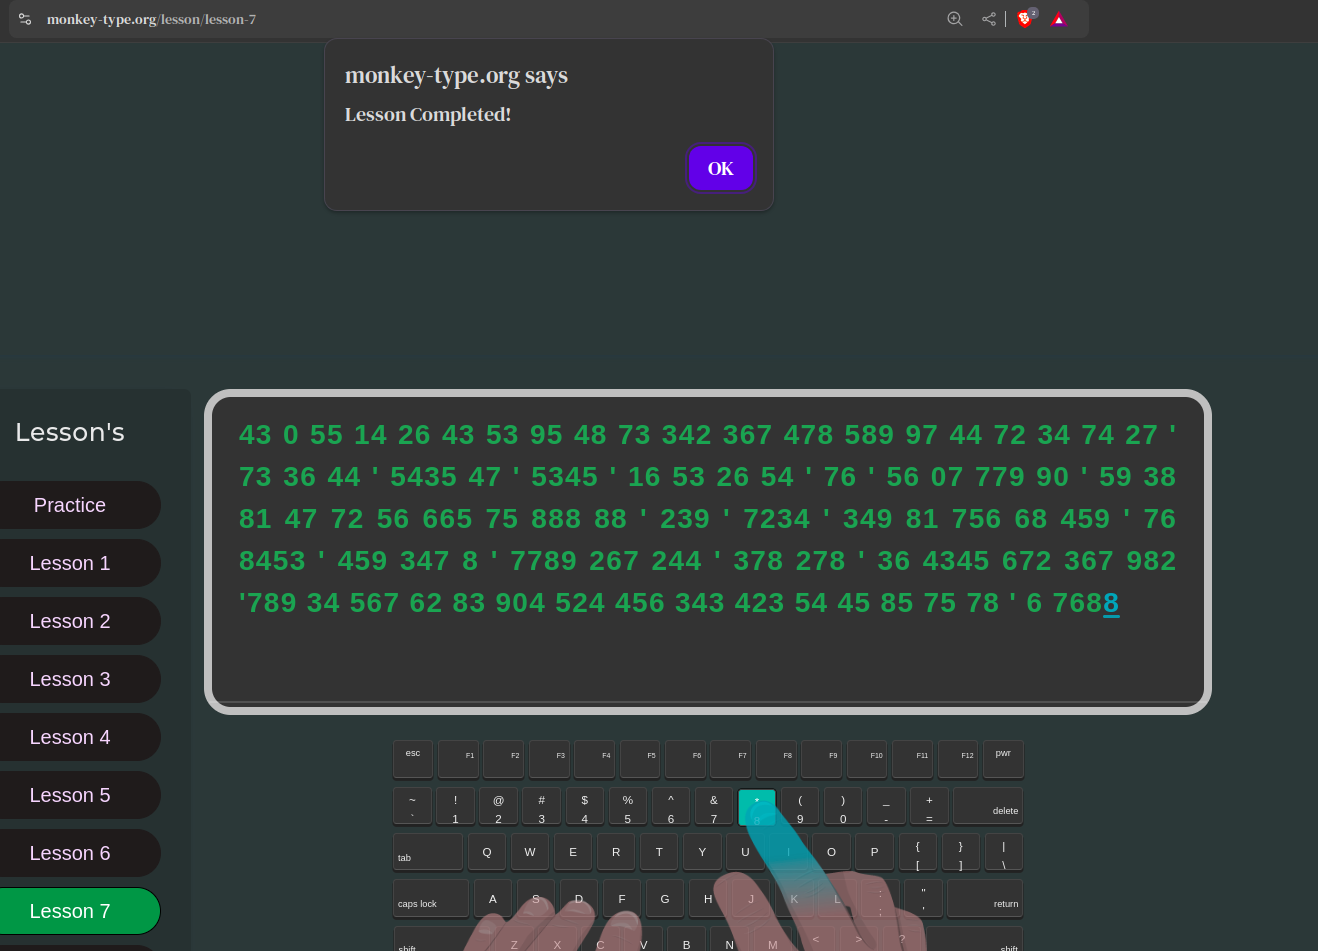 monkey-type.org/lesson/lesson-7
2
monkey-type.org says
Lesson Completed!
OK
Lesson's
Practice
Lesson 1
Lesson 2
Lesson 3
Lesson 4
Lesson 5
Lesson 6
Lesson 7
43 0 55 14 26 43 53 95 48 73 342 367 478 589 97 44 72 34 74 27 '
73 36 44 ' 5435 47 ' 5345 ' 16 53 26 54 ' 76 ' 56 07 779 90 ' 59 38
81 47 72 56 665 75 888 88 ' 239 ' 7234 ' 349 81 756 68 459 ' 76
8453 ' 459 347 8 ' 7789 267 244 ' 378 278 ' 36 4345 672 367 982
'789 34 567 62 83 904 524 456 343 423 54 45 85 75 78 ' 6 7688
esc F1 F2 F3 F4 F5 F6 F7 F8 F9 F10 F11 F12 pwr
~ ! @ # $ % ^ & * ( ) _ +
` 1 2 3 4 5 6 7 8 9 0 - = delete
tab Q W E R T Y U I O P { } |
[ ] \
caps lock A S D F G H J K L : "
; ' return
shift Z X C V B N M < > ? shift